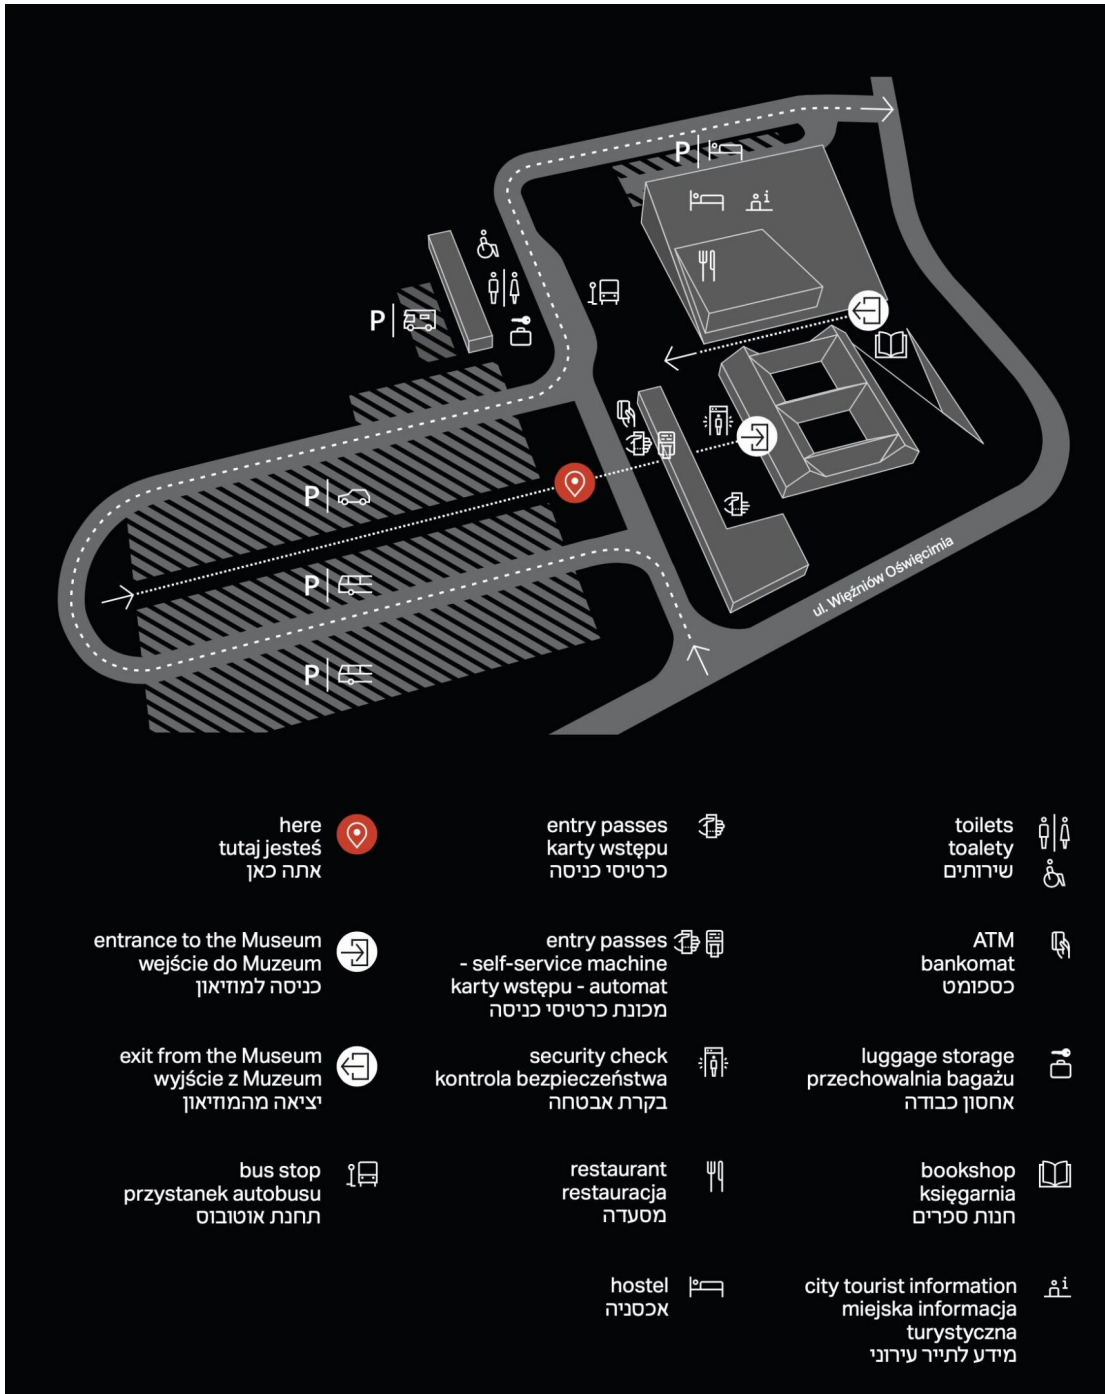 P
P
P
P
P
ul. Więźniów Oświęcimia
here
tutaj jesteś
אתה כאן
entrance to the Museum
wejście do Muzeum
כניסה למוזיאון
exit from the Museum
wyjście z Muzeum
יציאה מהמוזיאון
bus stop
przystanek autobusu
תחנת אוטובוס
entry passes
karty wstępu
כרטיסי כניסה
entry passes
- self-service machine
karty wstępu - automat
מכונת כרטיסי כניסה
security check
kontrola bezpieczeństwa
בקרת אבטחה
restaurant
restauracja
מסעדה
hostel
אכסניה
toilets
toalety
שירותים
ATM
bankomat
כספומט
luggage storage
przechowalnia bagażu
אחסון כבודה
bookshop
księgarnia
חנות ספרים
city tourist information
miejska informacja
turystyczna
מידע לתייר עירוני